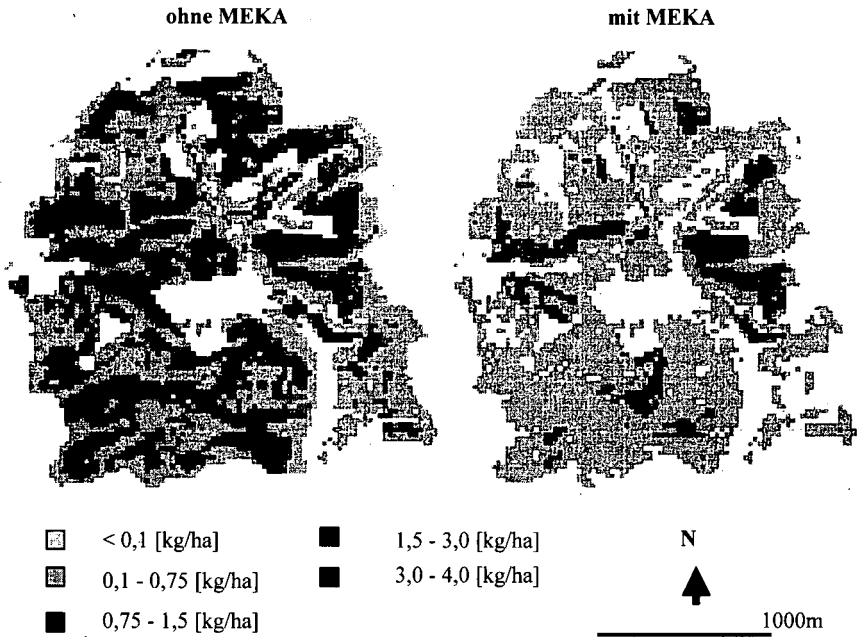 ohne MEKA
mit MEKA
< 0,1 [kg/ha]
0,1 - 0,75 [kg/ha]
0,75 - 1,5 [kg/ha]
1,5 - 3,0 [kg/ha]
3,0 - 4,0 [kg/ha]
N
1000m